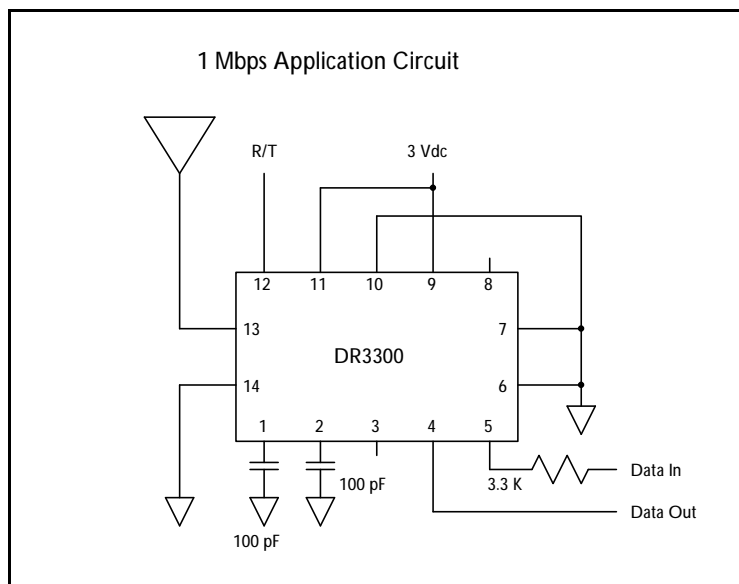 1 Mbps Application Circuit
R/T 3 Vdc
12 11 10 9 8
13 7
DR3300
14 6
1 2 3 4 5
100 pF 3.3 K Data In
Data Out
100 pF